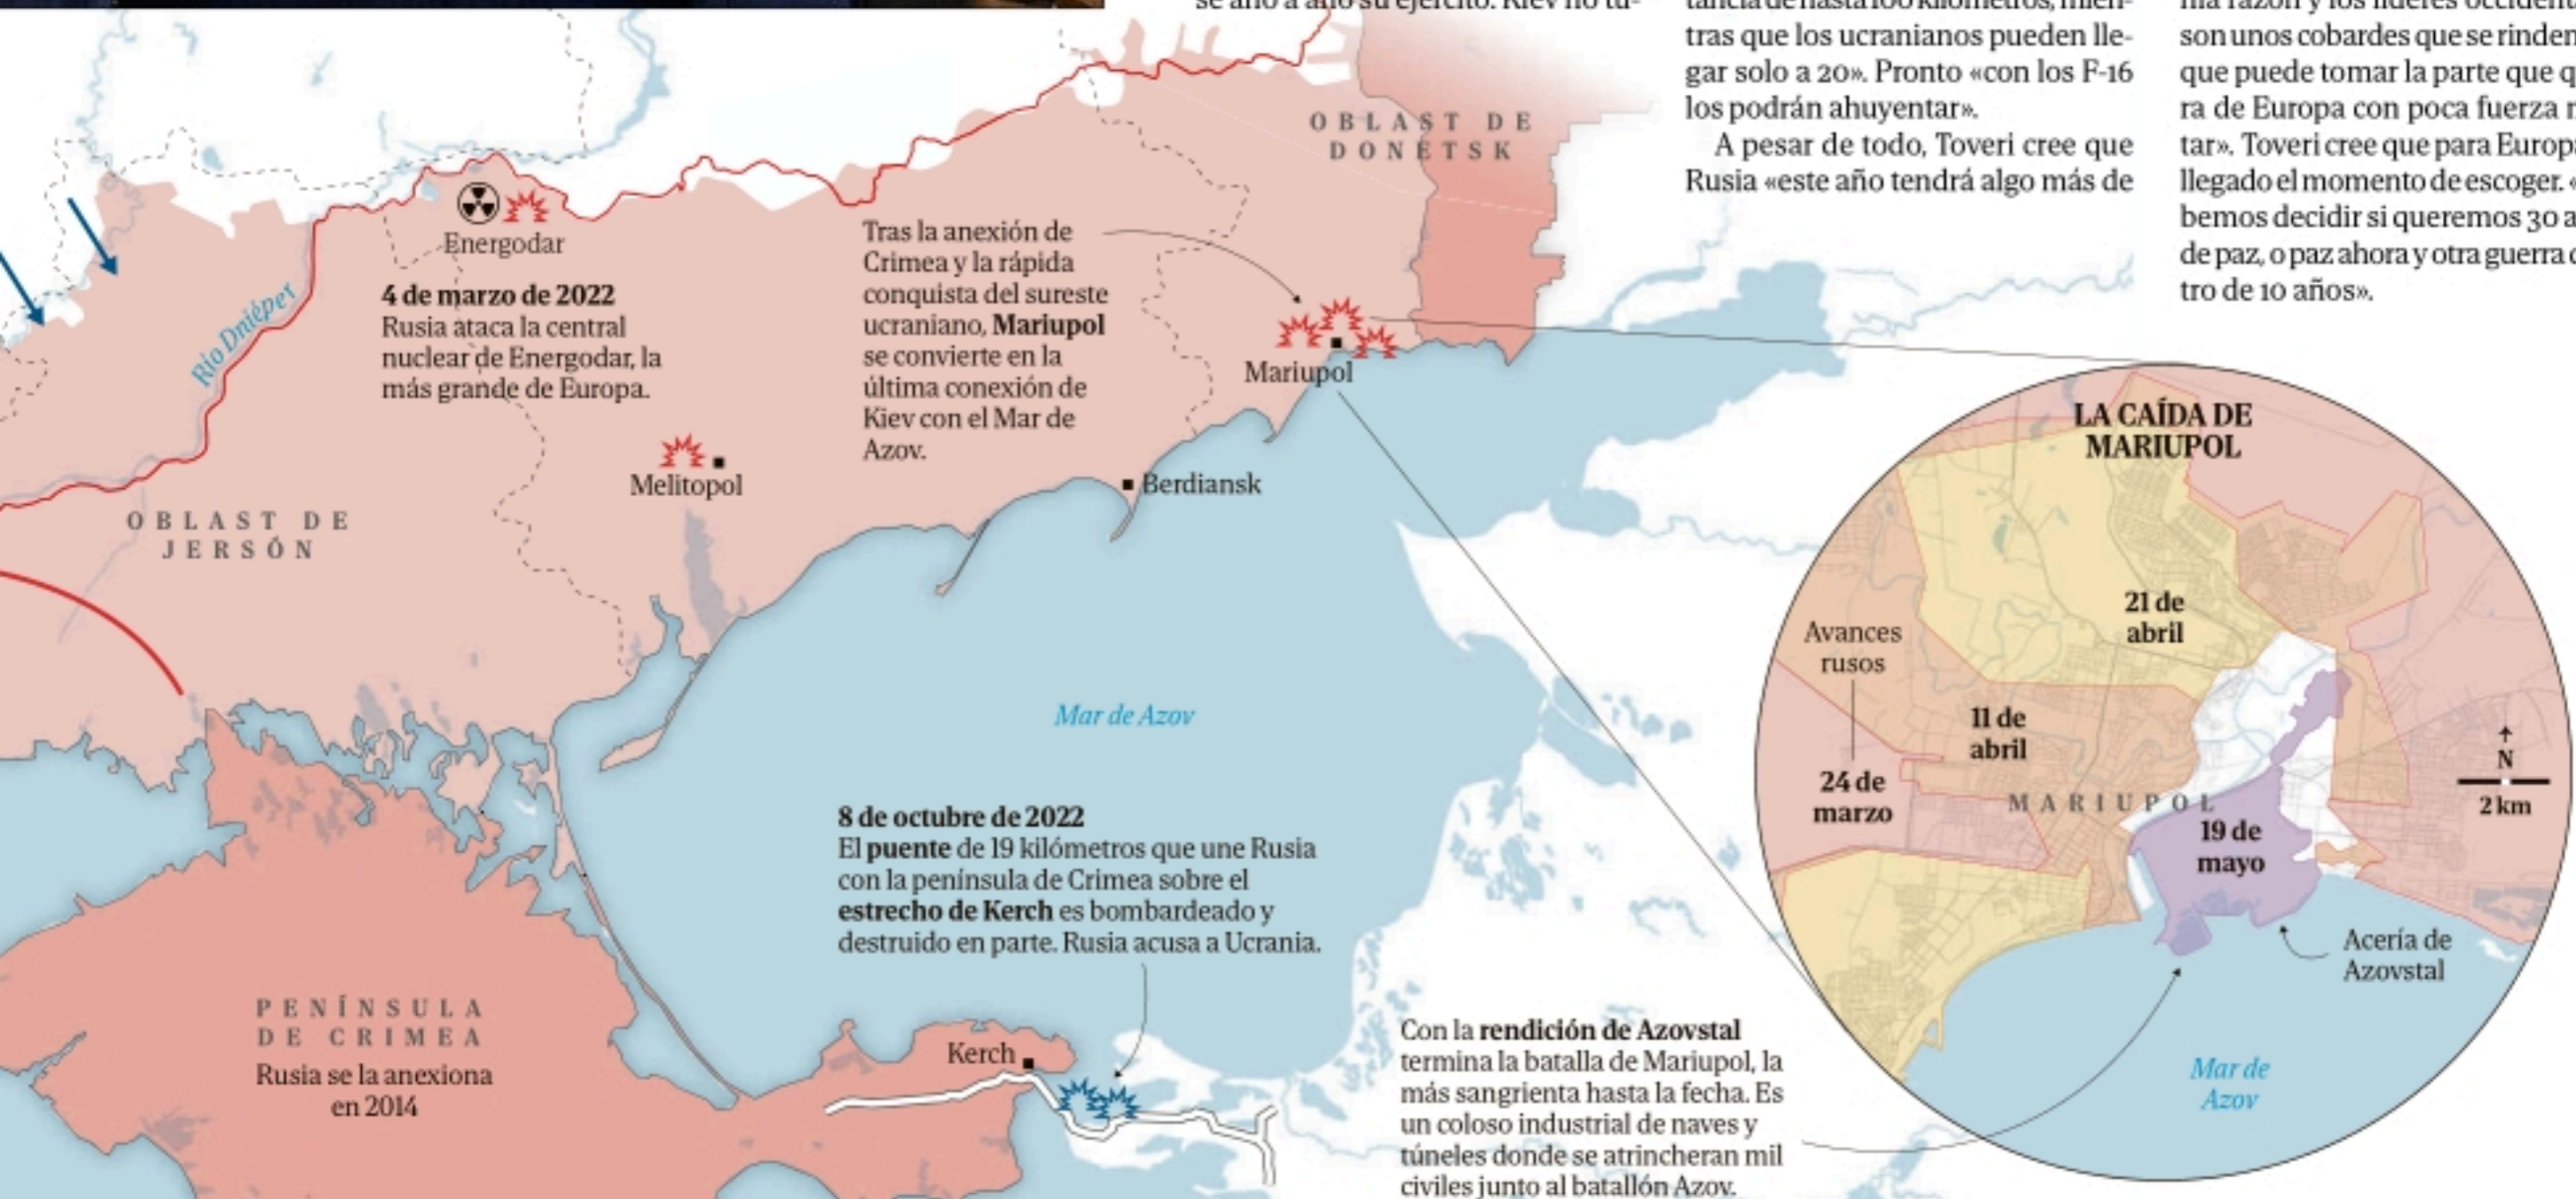 tras que los ucranianos pueden lle-
gar solo a 20». Pronto «con los F-16
los podrán ahuyentar».
A pesar de todo, Toveri cree que
Rusia «este año tendrá algo más de
son unos cobardes que se rinden
que puede tomar la parte que q
ra de Europa con poca fuerza
tar». Toveri cree que para Europ
llegado el momento de escoger. «
bemos decidir si queremos 30 a
de paz, o paz ahora y otra guerra
tro de 10 años».
OBLAST DE
DONETSK
Energodar
4 de marzo de 2022
Rusia ataca la central
nuclear de Energodar, la
más grande de Europa.
Río Dniéper
Tras la anexión de
Crimea y la rápida
conquista del sureste
ucraniano, Mariupol
se convierte en la
última conexión de
Kiev con el Mar de
Azov.
Mariupol
Melitopol
Berdiansk
OBLAST DE
JERSÓN
Mar de Azov
8 de octubre de 2022
El puente de 19 kilómetros que une Rusia
con la península de Crimea sobre el
estrecho de Kerch es bombardeado y
destruido en parte. Rusia acusa a Ucrania.
PENÍNSULA
DE CRIMEA
Rusia se la anexiona
en 2014
Kerch
LA CAÍDA DE
MARIUPOL
21 de
abril
Avances
rusos
11 de
abril
24 de
marzo
MARIUPOL
19 de
mayo
N
2 km
Acería de
Azovstal
Mar de
Azov
Con la rendición de Azovstal
termina la batalla de Mariupol, la
más sangrienta hasta la fecha. Es
un coloso industrial de naves y
túneles donde se atrincheran mil
civiles junto al batallón Azov.